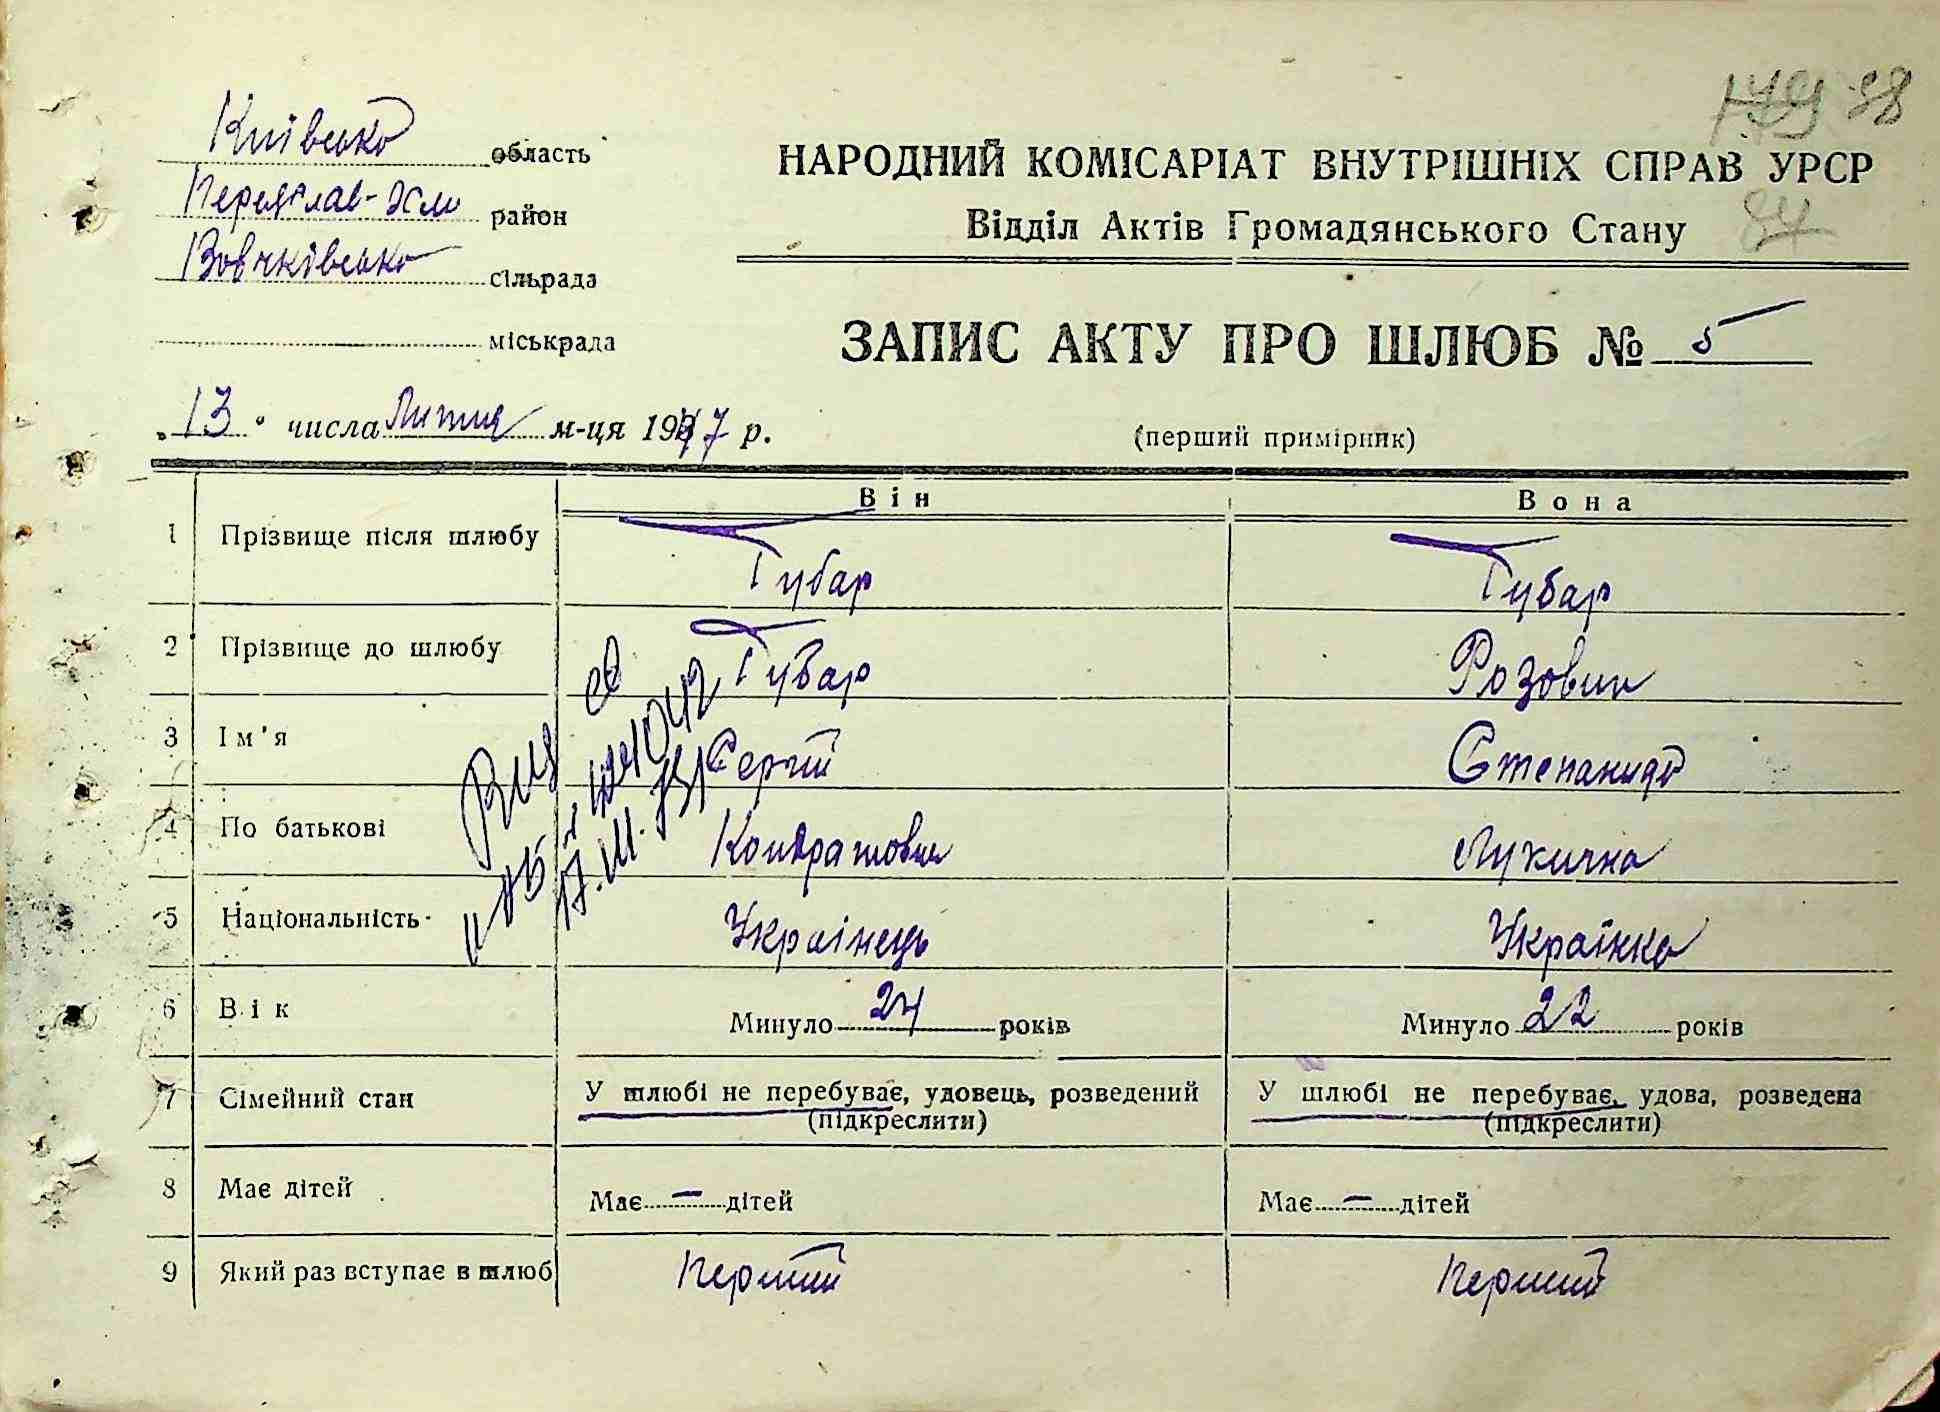 179 98
Київська область
Переяслав-Хм район
Вовчківська сільрада
міськрада
НАРОДНИЙ КОМІСАРІАТ ВНУТРІШНІХ СПРАВ УРСР
Відділ Актів Громадянського Стану
84
ЗАПИС АКТУ ПРО ШЛЮБ № 5
„13“ числа Липня м-ця 1947 р.
(перший примірник)
Він Вона
1 Прізвище після шлюбу Губар Губар
2 Прізвище до шлюбу Губар Розовик
3 Ім'я Сергій Степанида
4 По батькові Кондратович Лукична
5 Національність Українець Українка
6 Вік Минуло 24 років Минуло 22 років
7 Сімейний стан У шлюбі не перебуває, удовець, розведений У шлюбі не перебуває, удова, розведена
(підкреслити) (підкреслити)
8 Має дітей Має — дітей Має — дітей
9 Який раз вступає в шлюб Перший Перший